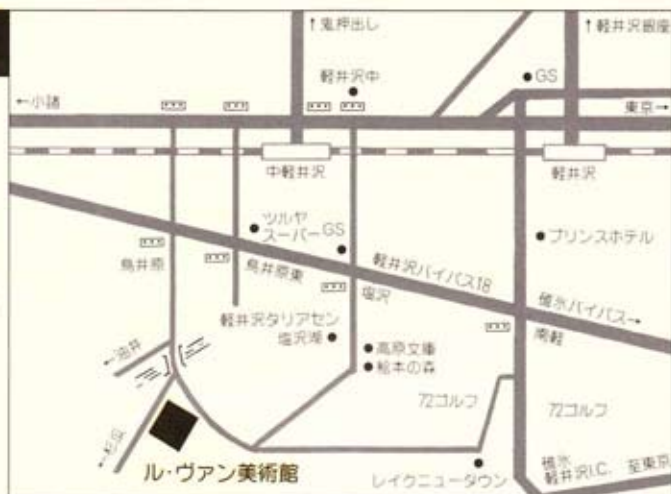 ↑鬼押出し
↑軽井沢銀座
軽井沢中
GS
←小諸
東京→
中軽井沢
軽井沢
ツルヤ
スーパー
GS
プリンスホテル
鳥井原
鳥井原東
軽井沢バイパス18
塩沢
碓氷バイパス→
南軽
軽井沢タリアセン
塩沢湖
←油井
高原文庫
絵本の森
72ゴルフ
72ゴルフ
←杉瓜
ル・ヴァン美術館
レイクニュータウン
碓氷
軽井沢I.C.
至東京